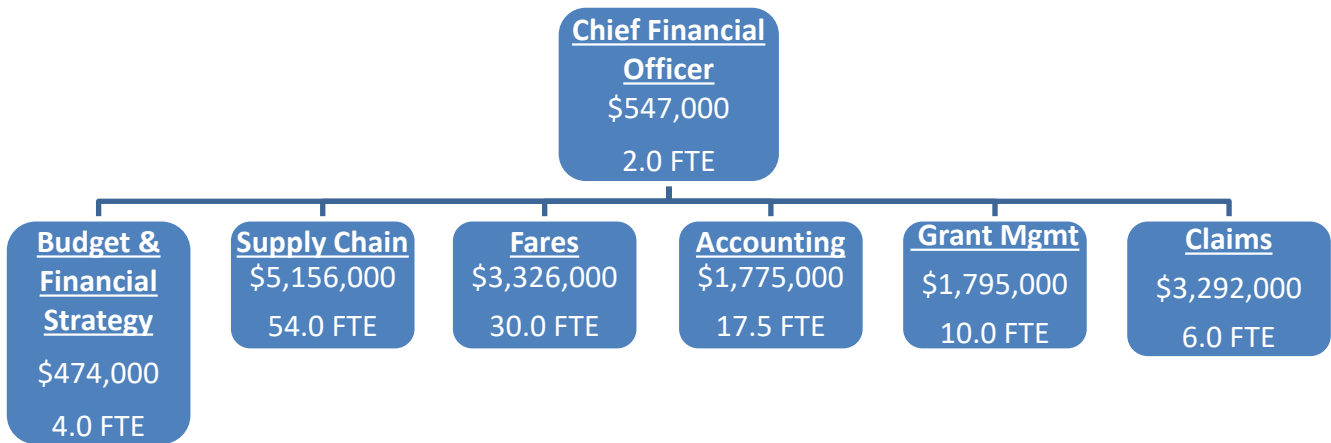 Chief Financial
Officer
$547,000
2.0 FTE
Budget &
Financial
Strategy
$474,000
4.0 FTE
Supply Chain
$5,156,000
54.0 FTE
Fares
$3,326,000
30.0 FTE
Accounting
$1,775,000
17.5 FTE
Grant Mgmt
$1,795,000
10.0 FTE
Claims
$3,292,000
6.0 FTE